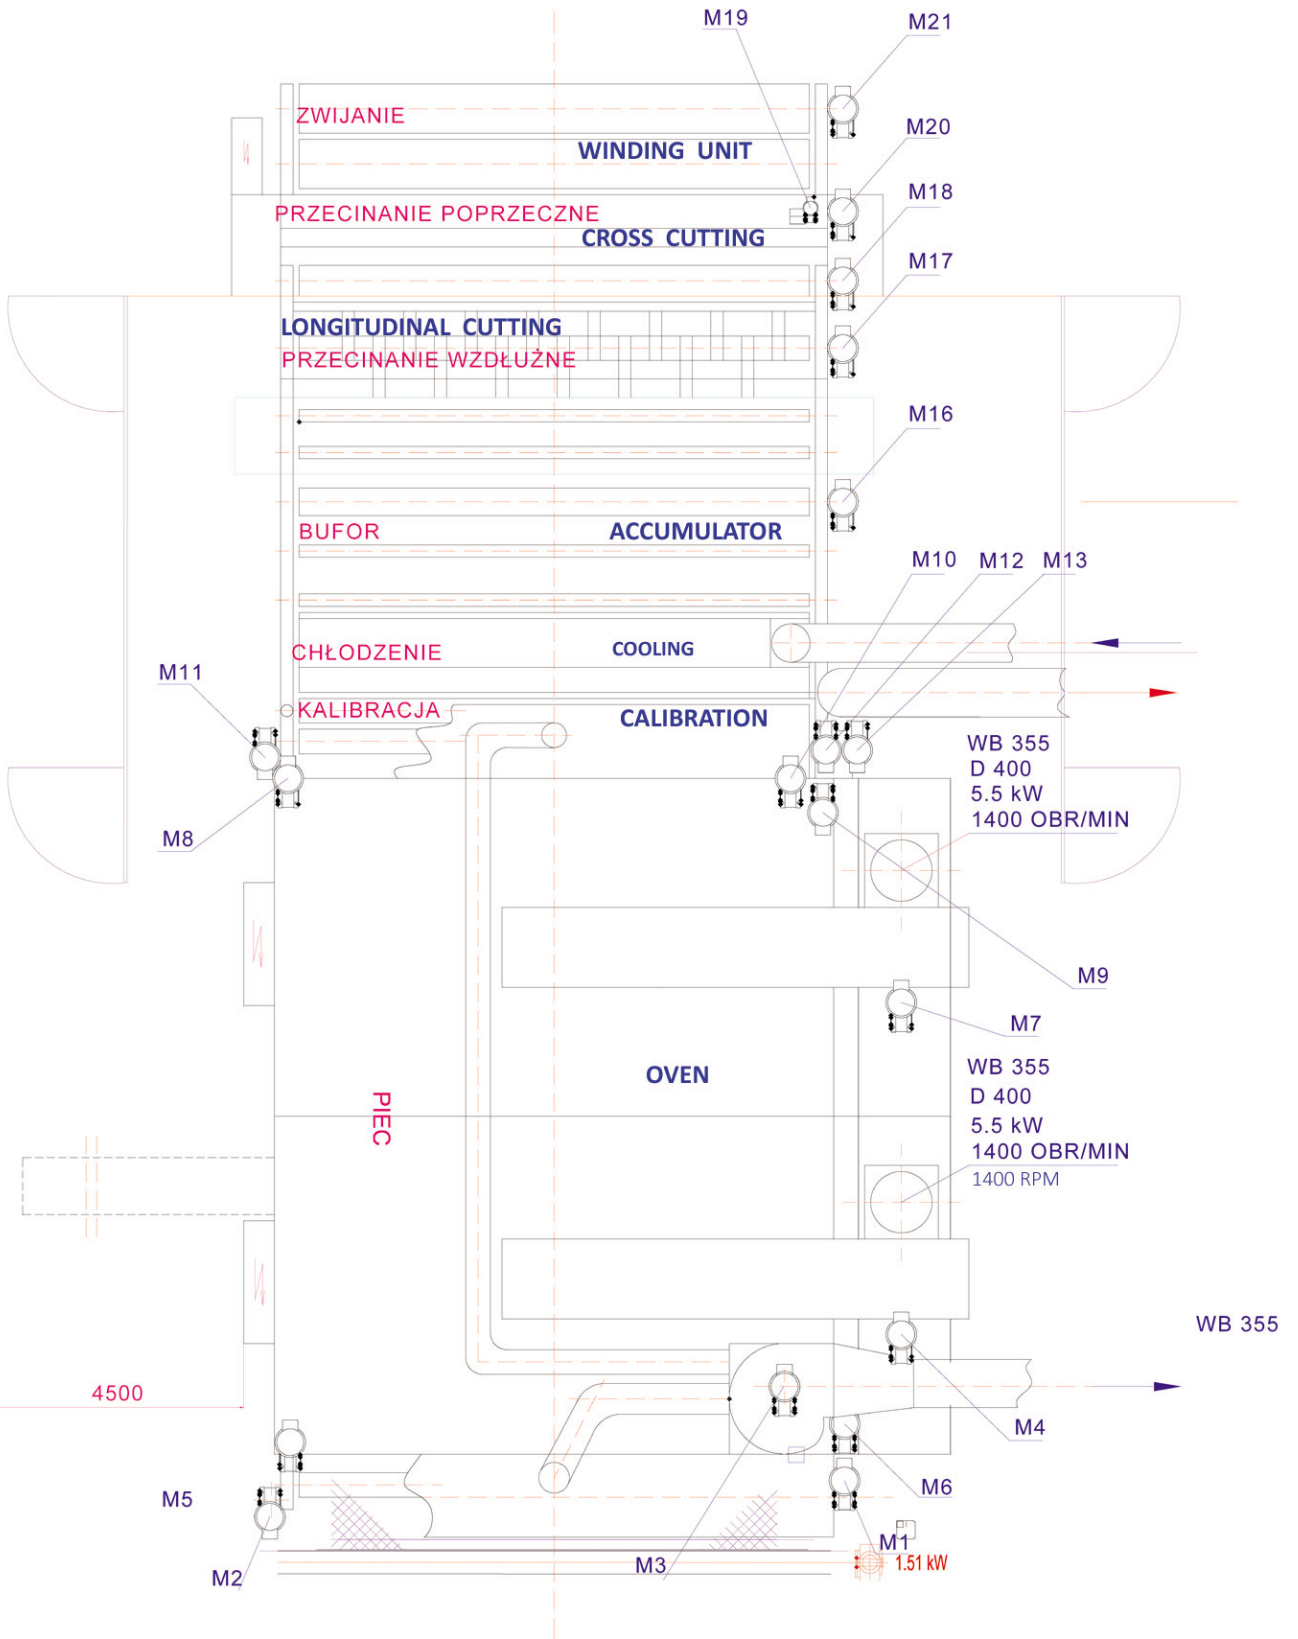 M19
M21
ZWIJANIE
M20
WINDING UNIT
M18
PRZECINANIE POPRZECZNE
CROSS CUTTING
M17
LONGITUDINAL CUTTING
PRZECINANIE WZDŁUŻNE
M16
BUFOR
ACCUMULATOR
M10
M12
M13
CHŁODZENIE
COOLING
M11
KALIBRACJA
CALIBRATION
WB 355
D 400
5.5 kW
1400 OBR/MIN
M8
M9
M7
OVEN
WB 355
D 400
5.5 kW
1400 OBR/MIN
1400 RPM
PIEC
WB 355
4500
M4
M6
M5
M1
M3
1.51 kW
M2